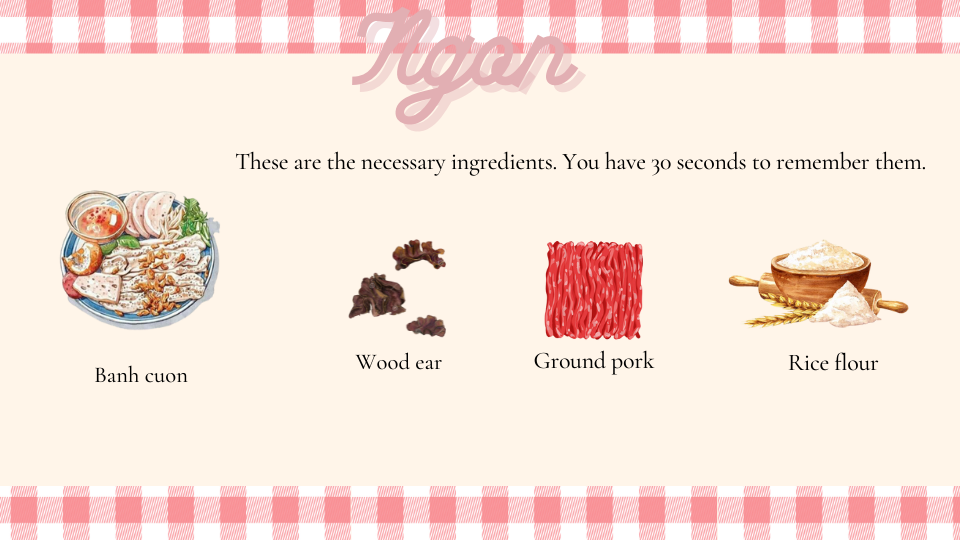 Ngon
These are the necessary ingredients. You have 30 seconds to remember them.
Banh cuon
Wood ear
Ground pork
Rice flour